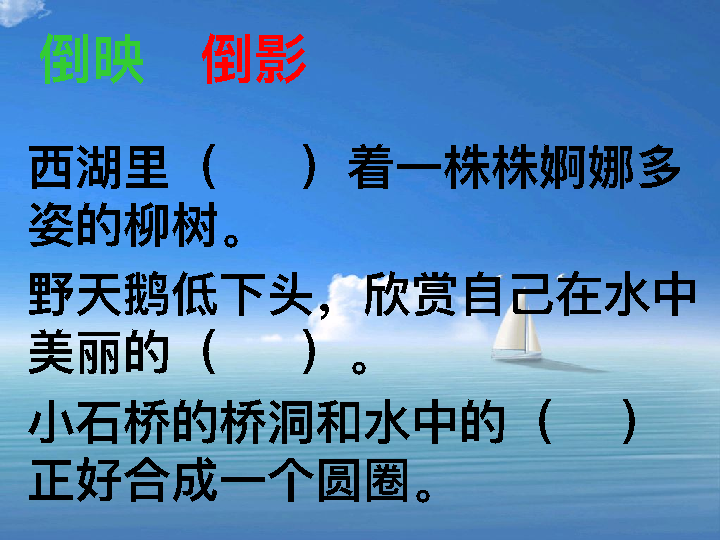 倒映 倒影
西湖里（ ）着一株株婀娜多
姿的柳树。
野天鹅低下头，欣赏自己在水中
美丽的（ ）。
小石桥的桥洞和水中的（ ）
正好合成一个圆圈。